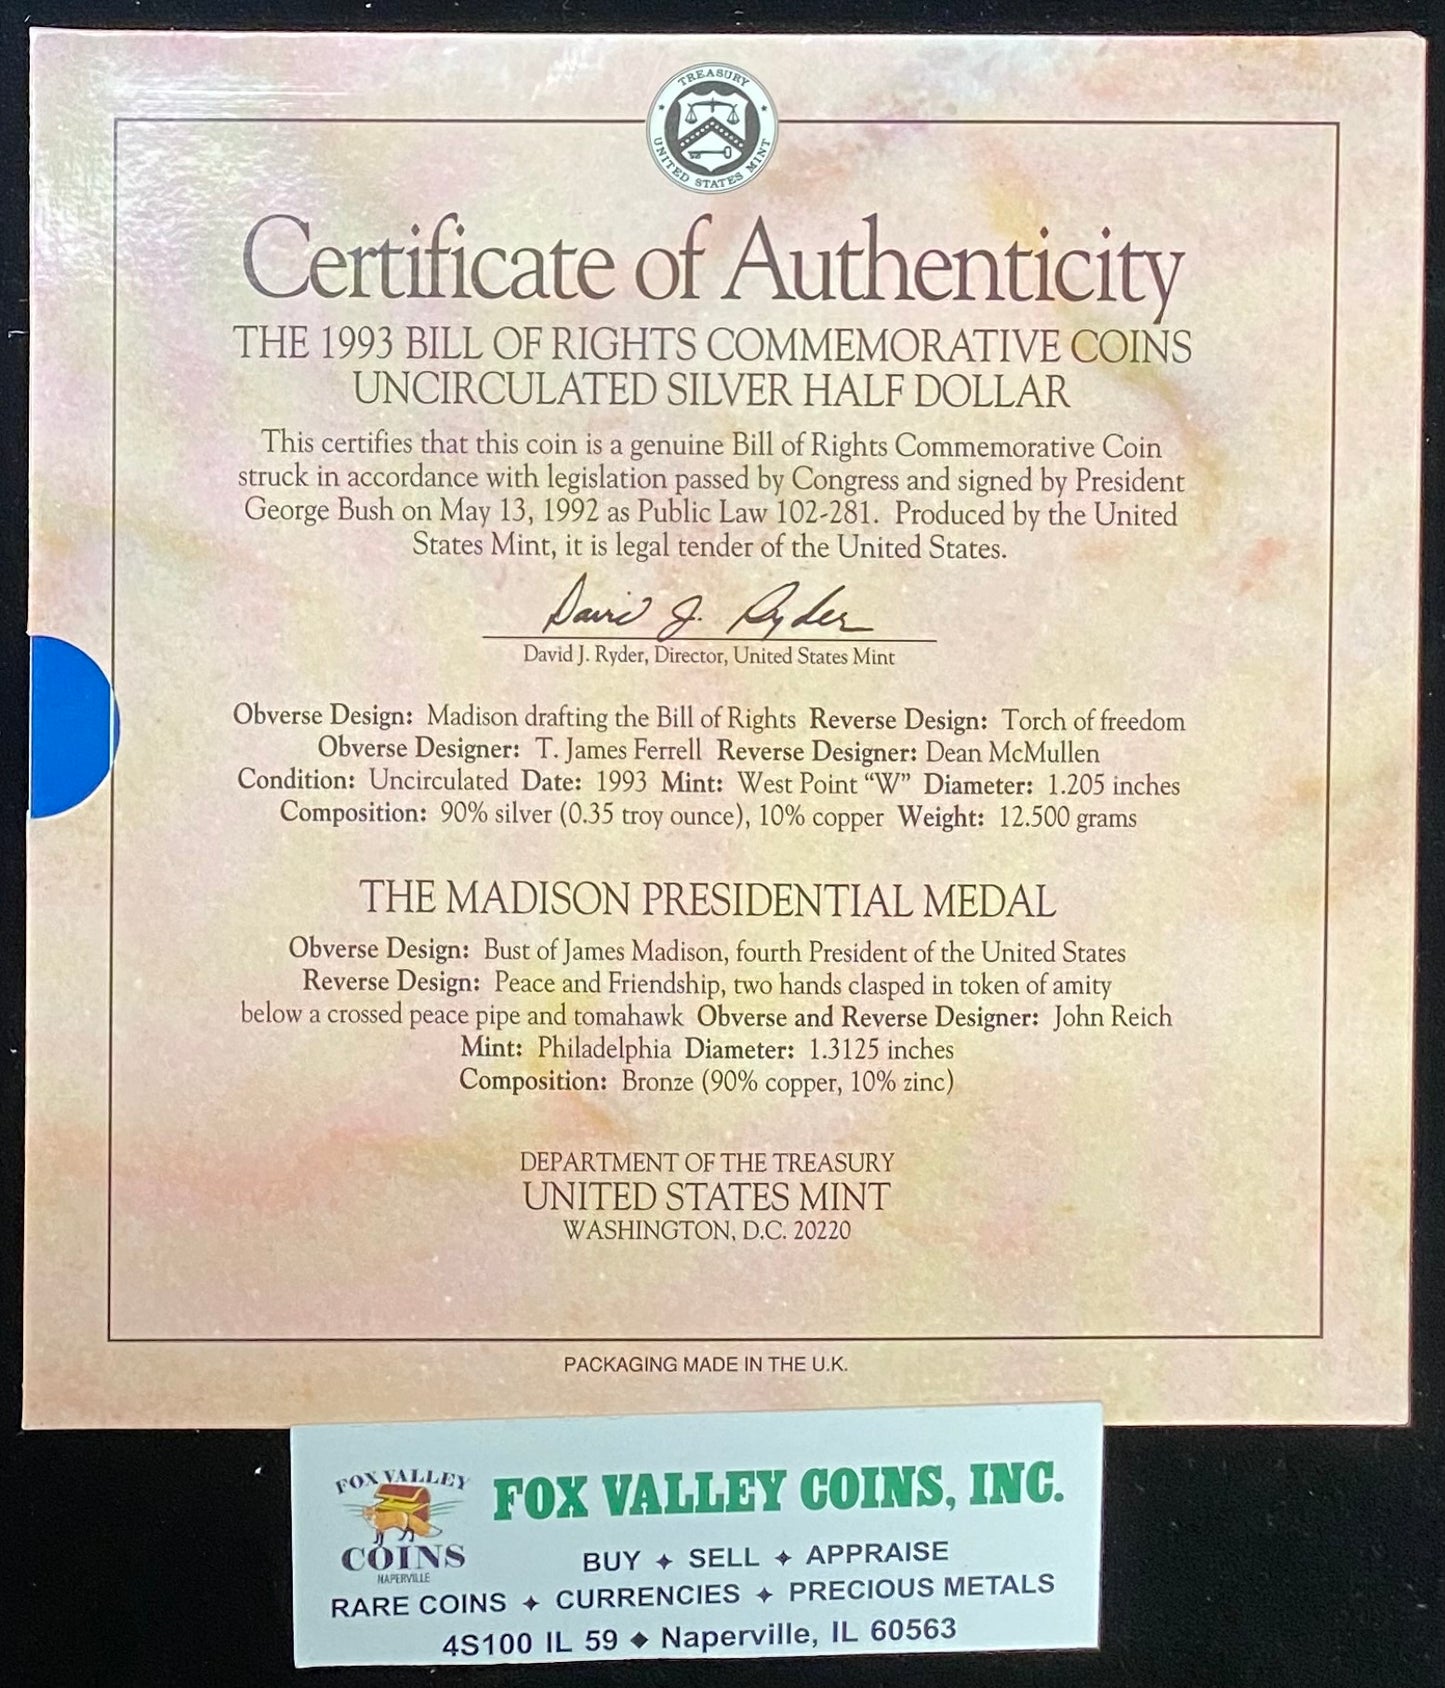 TREASURY
UNITED STATES MINT
Certificate of Authenticity
THE 1993 BILL OF RIGHTS COMMEMORATIVE COINS
UNCIRCULATED SILVER HALF DOLLAR
This certifies that this coin is a genuine Bill of Rights Commemorative Coin
struck in accordance with legislation passed by Congress and signed by President
George Bush on May 13, 1992 as Public Law 102-281. Produced by the United
States Mint, it is legal tender of the United States.
David J. Ryder
David J. Ryder, Director, United States Mint
Obverse Design: Madison drafting the Bill of Rights Reverse Design: Torch of freedom
Obverse Designer: T. James Ferrell Reverse Designer: Dean McMullen
Condition: Uncirculated Date: 1993 Mint: West Point “W” Diameter: 1.205 inches
Composition: 90% silver (0.35 troy ounce), 10% copper Weight: 12.500 grams
THE MADISON PRESIDENTIAL MEDAL
Obverse Design: Bust of James Madison, fourth President of the United States
Reverse Design: Peace and Friendship, two hands clasped in token of amity
below a crossed peace pipe and tomahawk Obverse and Reverse Designer: John Reich
Mint: Philadelphia Diameter: 1.3125 inches
Composition: Bronze (90% copper, 10% zinc)
DEPARTMENT OF THE TREASURY
UNITED STATES MINT
WASHINGTON, D.C. 20220
PACKAGING MADE IN THE U.K.
FOX VALLEY
COINS
NAPERVILLE
FOX VALLEY COINS, INC.
BUY ✦ SELL ✦ APPRAISE
RARE COINS ✦ CURRENCIES ✦ PRECIOUS METALS
4S100 IL 59 ◆ Naperville, IL 60563